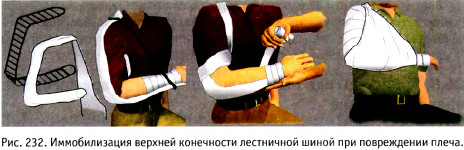 Рис. 232. Иммобилизация верхней конечности лестничной шиной при повреждении плеча.